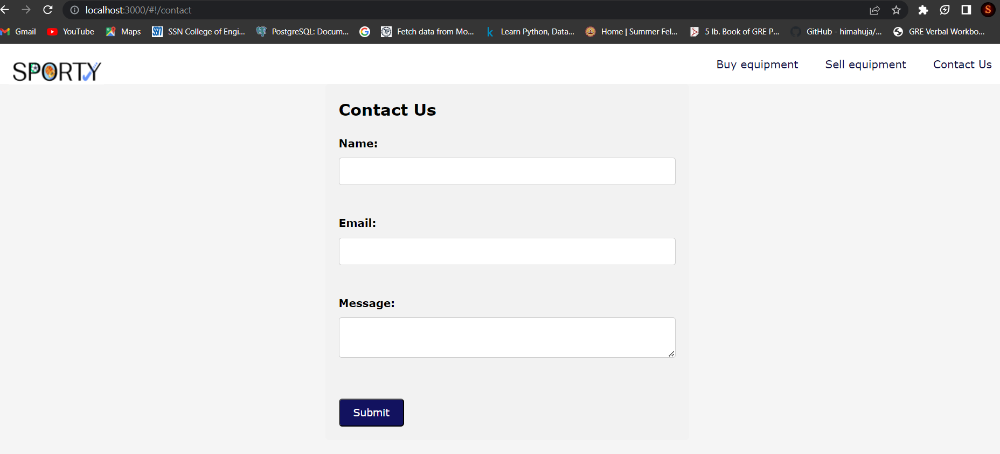 localhost:3000/#!/contact
Gmail YouTube Maps SSN College of Engi... PostgreSQL: Docum... Fetch data from Mo... Learn Python, Data... Home | Summer Fel... 5 lb. Book of GRE P... GitHub - himahuja/... GRE Verbal Workbo...
SPORTY Buy equipment Sell equipment Contact Us
Contact Us
Name:
Email:
Message:
Submit